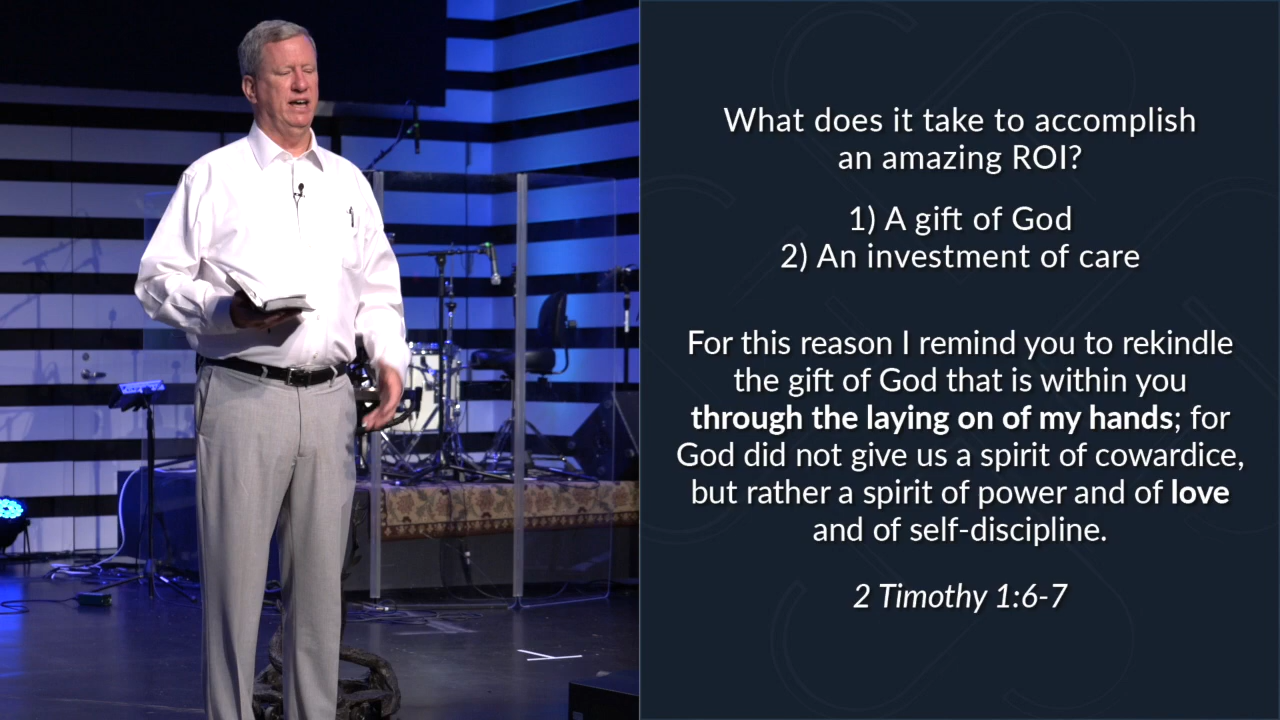 What does it take to accomplish
an amazing ROI?
1) A gift of God
2) An investment of care
For this reason I remind you to rekindle
the gift of God that is within you
through the laying on of my hands; for
God did not give us a spirit of cowardice,
but rather a spirit of power and of love
and of self-discipline.
2 Timothy 1:6-7